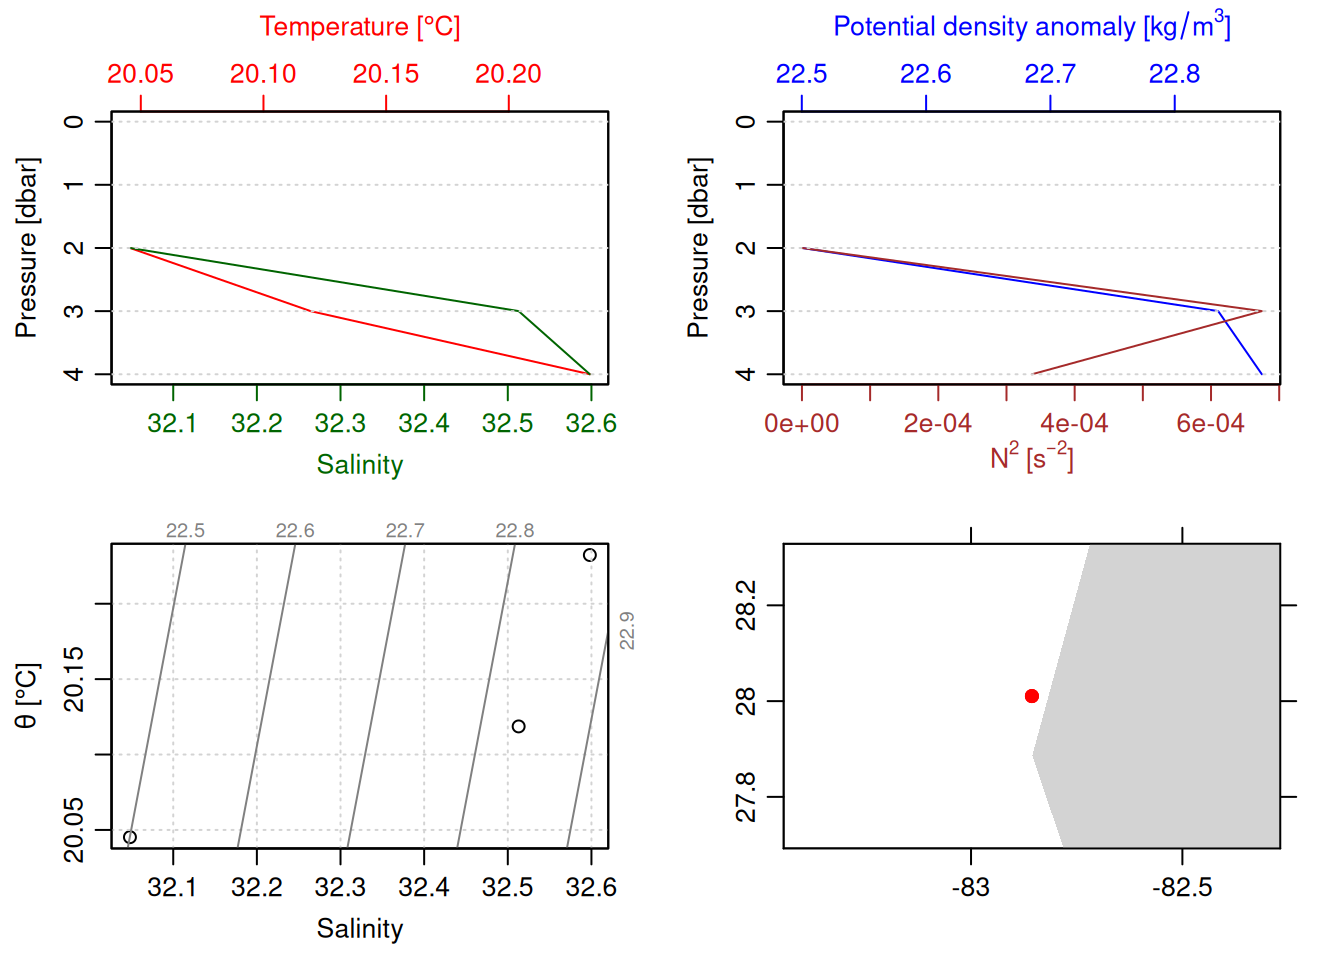 Temperature [°C]
20.05 20.10 20.15 20.20
0
1
2
3
4
Pressure [dbar]
32.1 32.2 32.3 32.4 32.5 32.6
Salinity
Potential density anomaly [kg/m³]
22.5 22.6 22.7 22.8
0
1
2
3
4
Pressure [dbar]
0e+00 2e-04 4e-04 6e-04
N² [s⁻²]
22.5 22.6 22.7 22.8
22.9
20.15
20.05
θ [°C]
32.1 32.2 32.3 32.4 32.5 32.6
Salinity
28.2
28
27.8
-83 -82.5